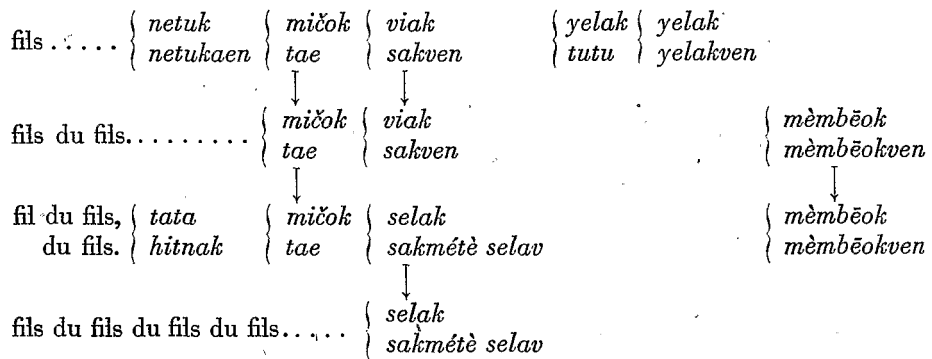 fils ..... { netuk { mičok { viak { yelak { yelak
{ netukaen { tae { sakven { tutu { yelakven
fils du fils......... { mičok { viak { mèmbēok
{ tae { sakven { mèmbēokven
fil du fils, { tata { mičok { selak { mèmbēok
du fils. { hitnak { tae { sakmétè selav { mèmbēokven
fils du fils du fils du fils..... { selak
{ sakmétè selav